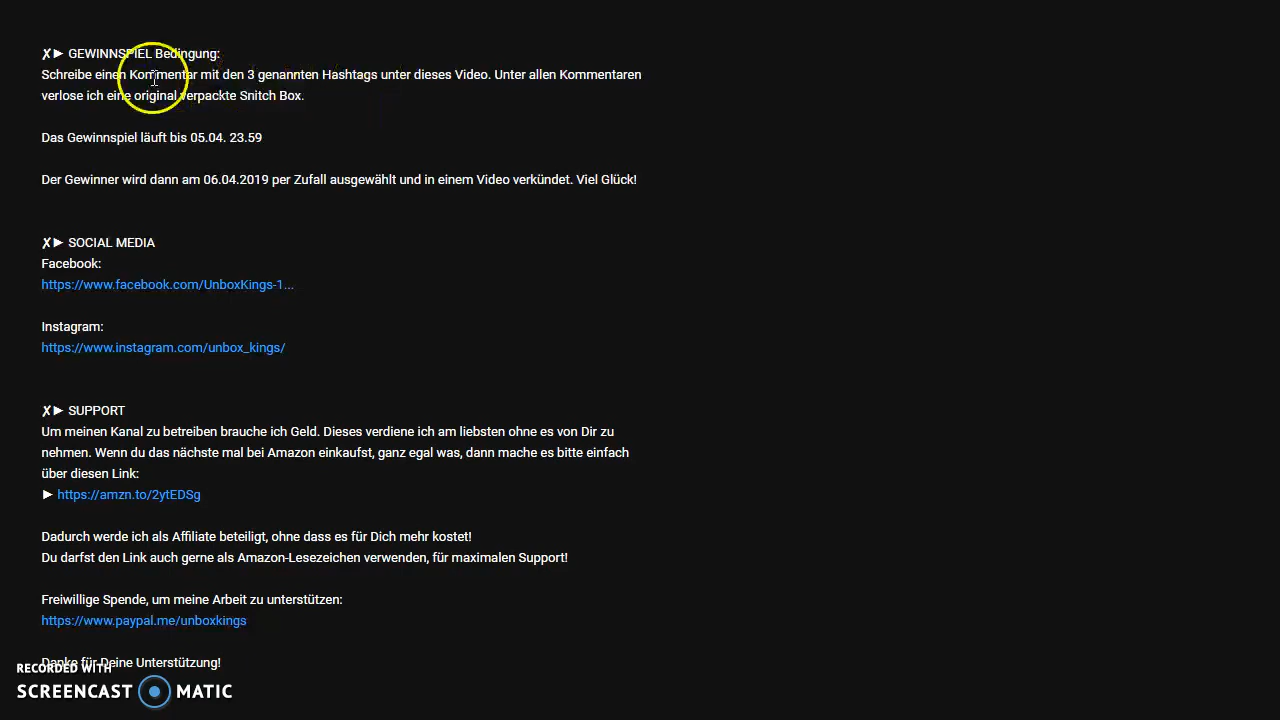 ✗► GEWINNSPIEL Bedingung:
Schreibe einen Kommentar mit den 3 genannten Hashtags unter dieses Video. Unter allen Kommentaren
verlose ich eine original verpackte Snitch Box.
Das Gewinnspiel läuft bis 05.04. 23.59
Der Gewinner wird dann am 06.04.2019 per Zufall ausgewählt und in einem Video verkündet. Viel Glück!
✗► SOCIAL MEDIA
Facebook:
https://www.facebook.com/UnboxKings-1...
Instagram:
https://www.instagram.com/unbox_kings/
✗► SUPPORT
Um meinen Kanal zu betreiben brauche ich Geld. Dieses verdiene ich am liebsten ohne es von Dir zu
nehmen. Wenn du das nächste mal bei Amazon einkaufst, ganz egal was, dann mache es bitte einfach
über diesen Link:
► https://amzn.to/2ytEDSg
Dadurch werde ich als Affiliate beteiligt, ohne dass es für Dich mehr kostet!
Du darfst den Link auch gerne als Amazon-Lesezeichen verwenden, für maximalen Support!
Freiwillige Spende, um meine Arbeit zu unterstützen:
https://www.paypal.me/unboxkings
Danke für Deine Unterstützung!
RECORDED WITH
SCREENCAST MATIC